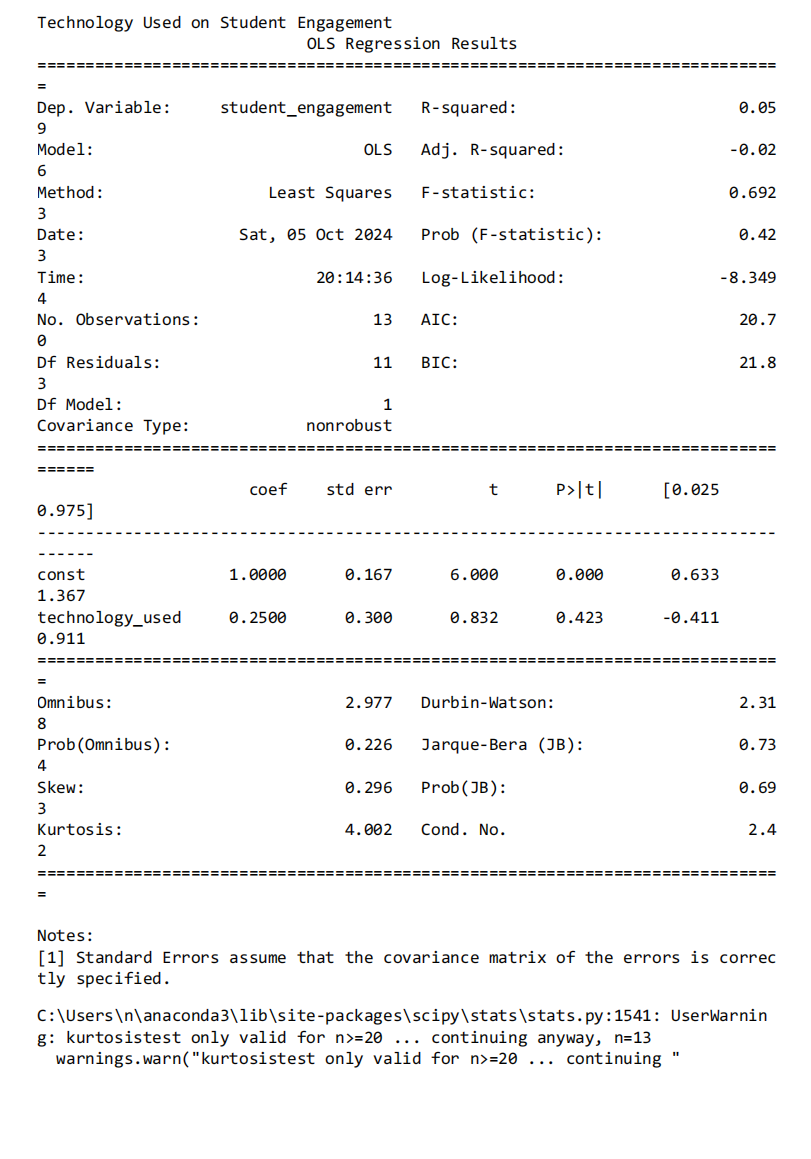 Technology Used on Student Engagement
OLS Regression Results
=============================================================================
=
Dep. Variable:     student_engagement   R-squared:                       0.05
9
Model:                            OLS   Adj. R-squared:                 -0.02
6
Method:                 Least Squares   F-statistic:                    0.692
3
Date:                Sat, 05 Oct 2024   Prob (F-statistic):              0.42
3
Time:                        20:14:36   Log-Likelihood:                -8.349
4
No. Observations:                  13   AIC:                             20.7
0
Df Residuals:                      11   BIC:                             21.8
3
Df Model:                           1
Covariance Type:            nonrobust
=============================================================================
======
                      coef    std err          t      P>|t|      [0.025
0.975]
-----------------------------------------------------------------------------
------
const               1.0000      0.167      6.000      0.000       0.633
1.367
technology_used     0.2500      0.300      0.832      0.423      -0.411
0.911
=============================================================================
=
Omnibus:                        2.977   Durbin-Watson:                   2.31
8
Prob(Omnibus):                  0.226   Jarque-Bera (JB):                0.73
4
Skew:                           0.296   Prob(JB):                        0.69
3
Kurtosis:                       4.002   Cond. No.                         2.4
2
=============================================================================
=
Notes:
[1] Standard Errors assume that the covariance matrix of the errors is correc
tly specified.
C:\Users\n\anaconda3\lib\site-packages\scipy\stats\stats.py:1541: UserWarnin
g: kurtosistest only valid for n>=20 ... continuing anyway, n=13
  warnings.warn("kurtosistest only valid for n>=20 ... continuing "